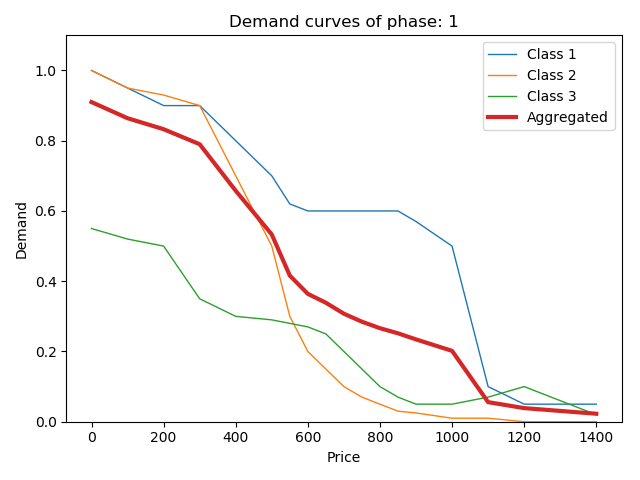 Demand curves of phase: 1
Class 1
Class 2
Class 3
Aggregated
Demand
1.0
0.8
0.6
0.4
0.2
0.0
0 200 400 600 800 1000 1200 1400
Price